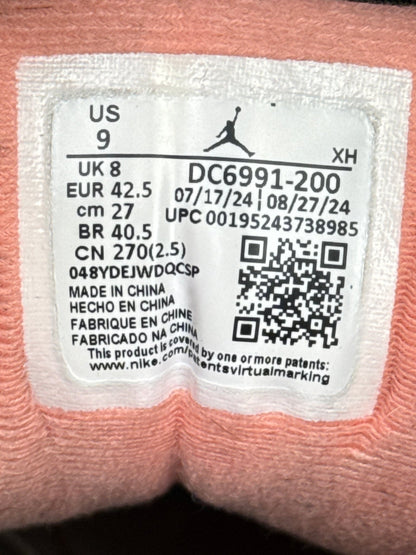 US
9
XH
UK 8
EUR 42.5
cm 27
BR 40.5
CN 270(2.5)
DC6991-200
07/17/24 | 08/27/24
UPC 00195243738985
048YDEJWDQCSP
MADE IN CHINA
HECHO EN CHINA
FABRIQUE EN CHINE
FABRICADO NA CHINA
This product is covered by one or more patents:
www.nike.com/patentsvirtualmarking